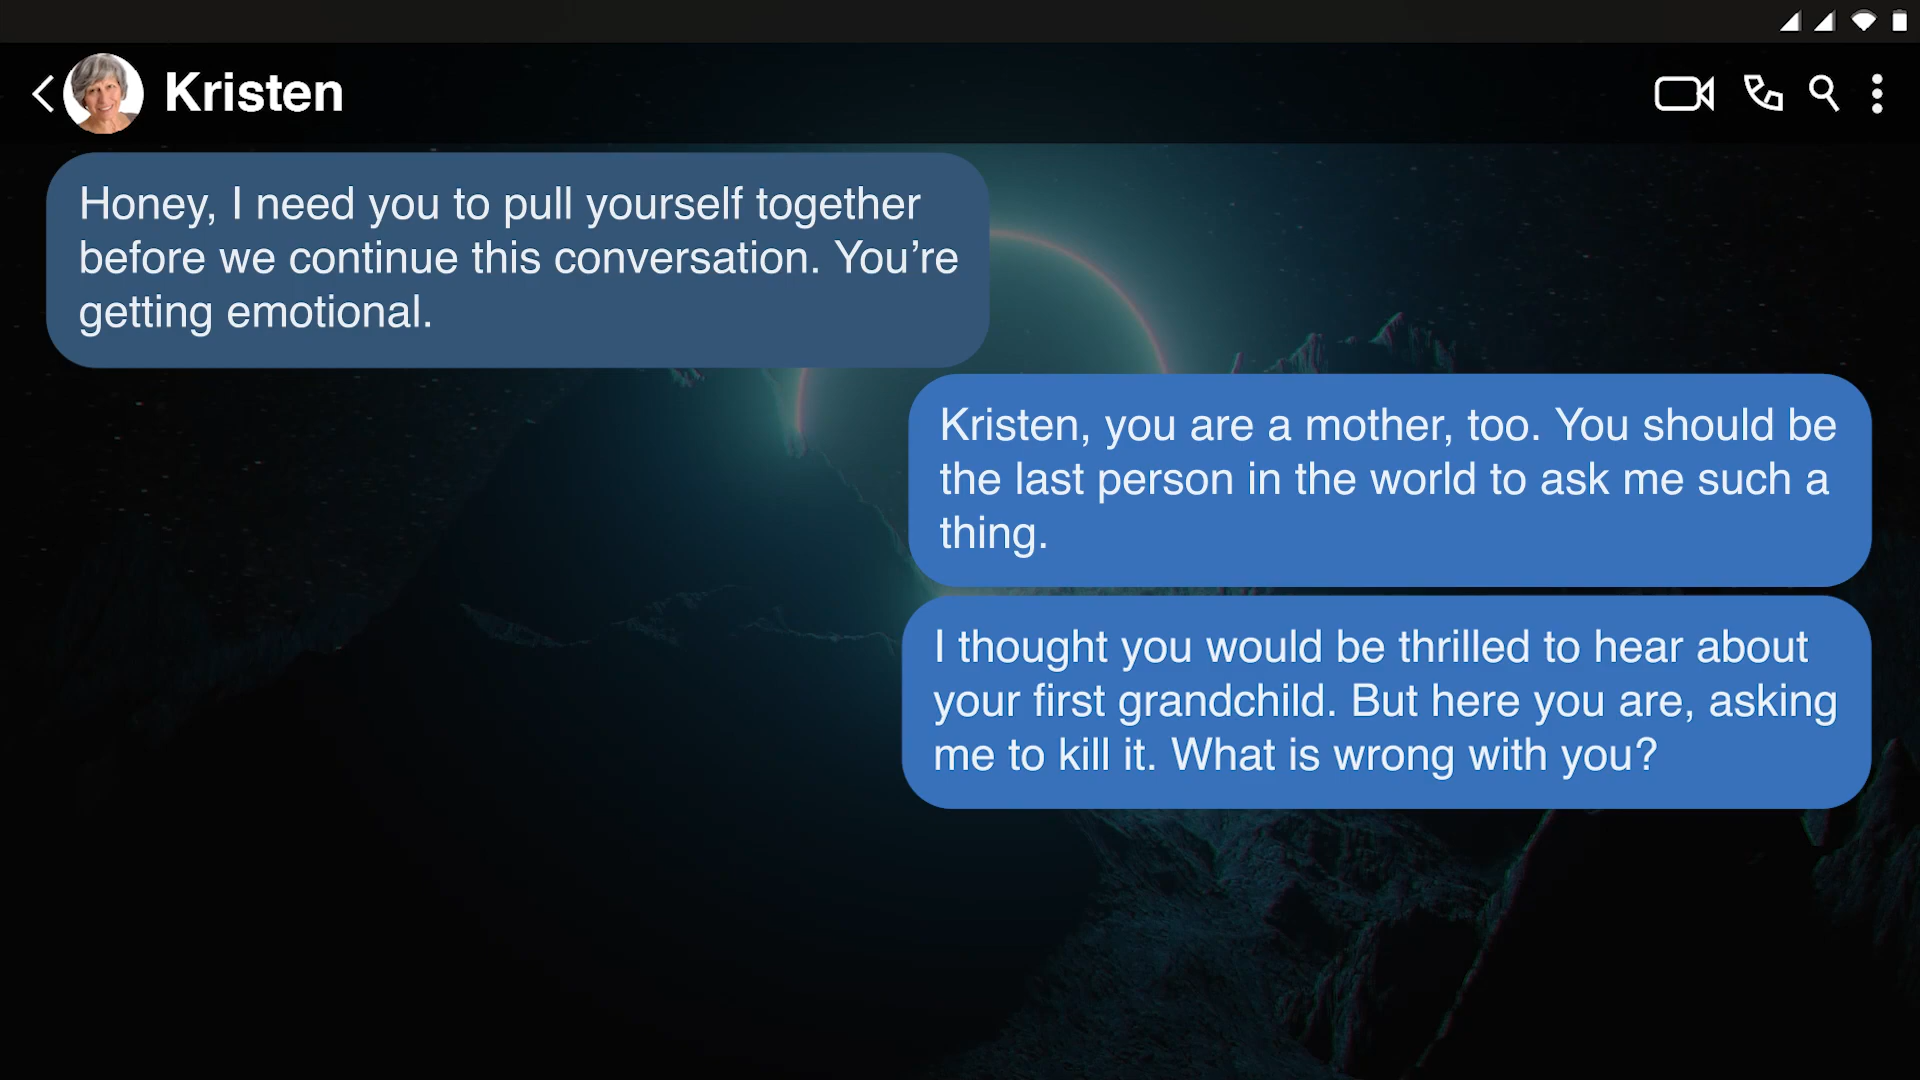 Kristen
Honey, I need you to pull yourself together
before we continue this conversation. You’re
getting emotional.
Kristen, you are a mother, too. You should be
the last person in the world to ask me such a
thing.
I thought you would be thrilled to hear about
your first grandchild. But here you are, asking
me to kill it. What is wrong with you?